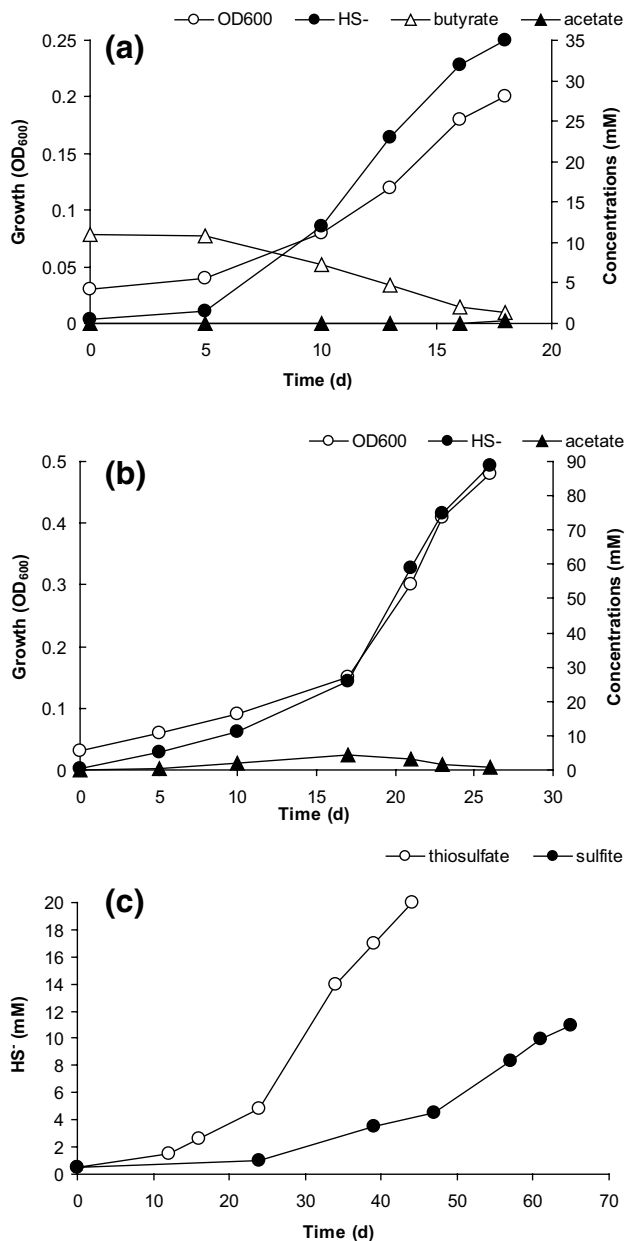 OD600 HS- butyrate acetate
(a)
0.25
0.2
0.15
0.1
0.05
0
Growth (OD600)
35
30
25
20
15
10
5
0
Concentrations (mM)
0 5 10 15 20
Time (d)
OD600 HS- acetate
(b)
0.5
0.4
0.3
0.2
0.1
0
Growth (OD600)
90
80
70
60
50
40
30
20
10
0
Concentrations (mM)
0 5 10 15 20 25 30
Time (d)
thiosulfate sulfite
(c)
20
18
16
14
12
10
8
6
4
2
0
HS- (mM)
0 10 20 30 40 50 60 70
Time (d)